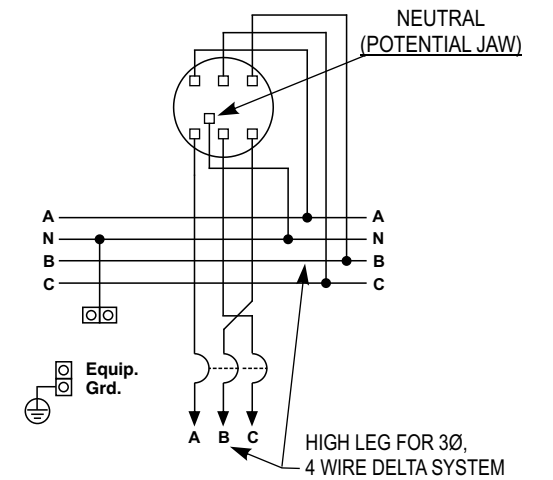 NEUTRAL
(POTENTIAL JAW)
A A
N N
B B
C C
Equip.
Grd.
A B C
HIGH LEG FOR 3Ø,
4 WIRE DELTA SYSTEM